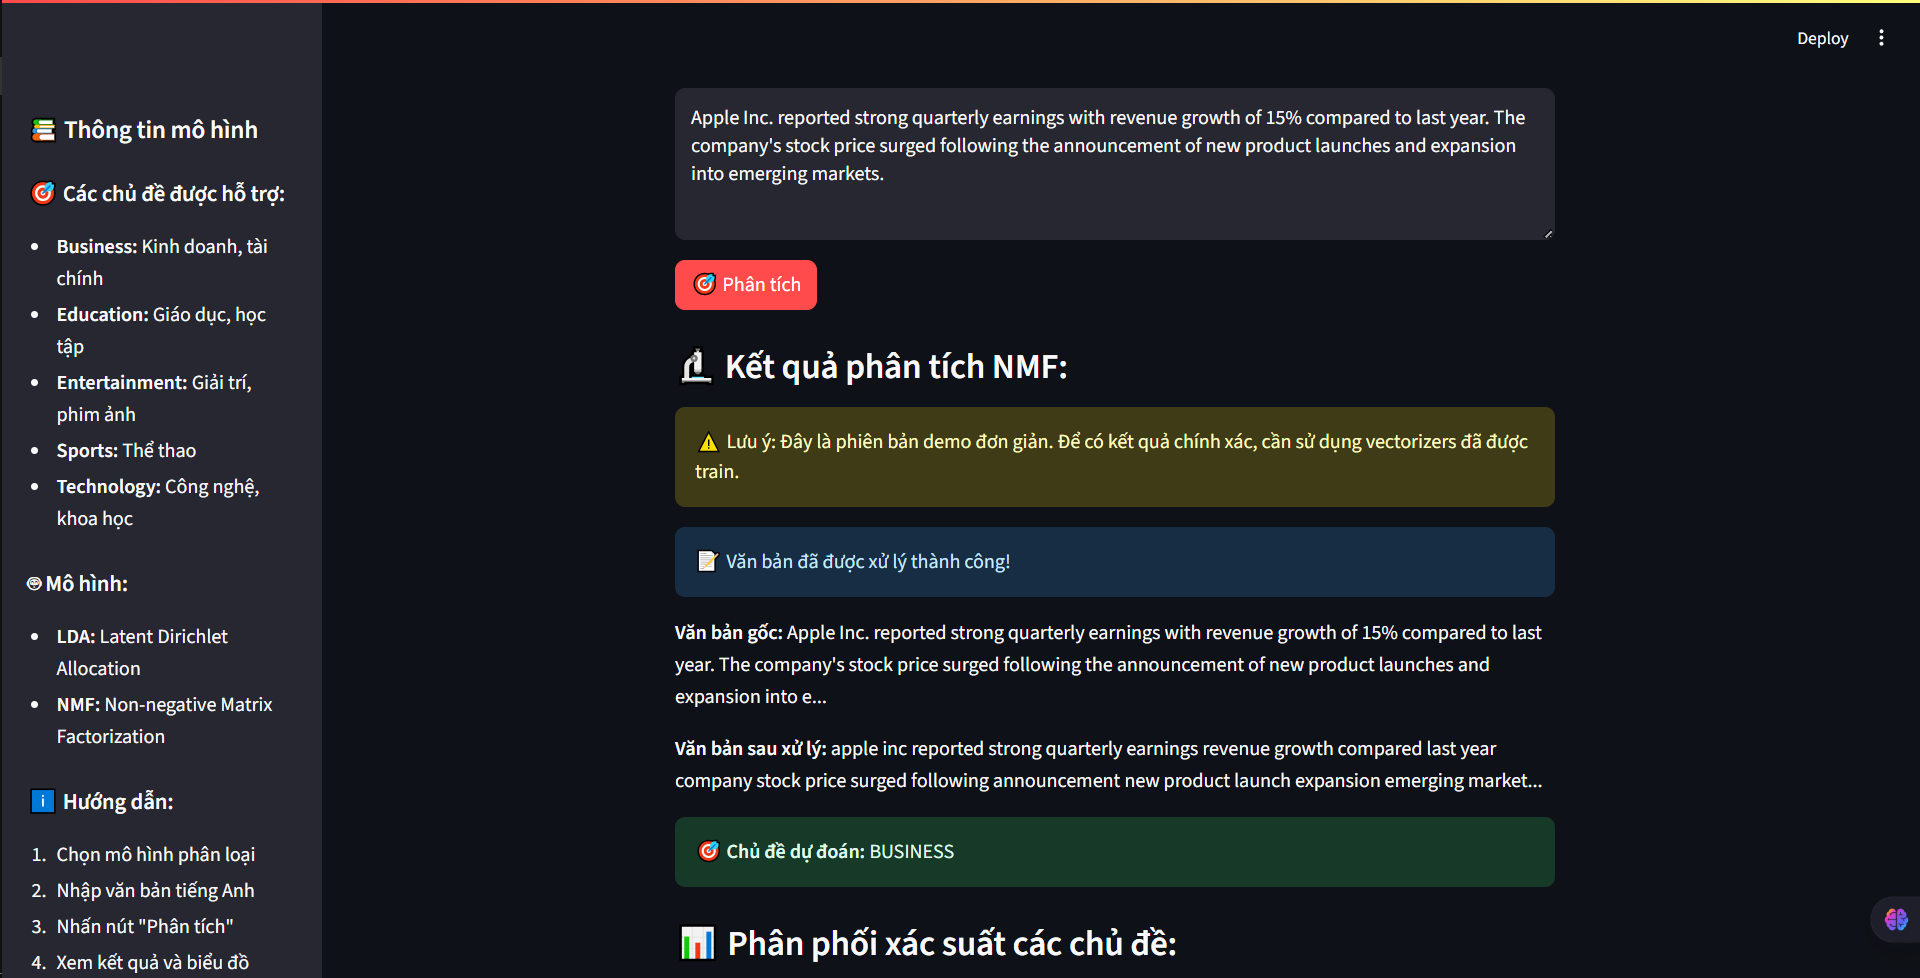 Deploy
📚 Thông tin mô hình
🎯 Các chủ đề được hỗ trợ:
• Business: Kinh doanh, tài
chính
• Education: Giáo dục, học
tập
• Entertainment: Giải trí,
phim ảnh
• Sports: Thể thao
• Technology: Công nghệ,
khoa học
Mô hình:
• LDA: Latent Dirichlet
Allocation
• NMF: Non-negative Matrix
Factorization
ℹ️ Hướng dẫn:
1. Chọn mô hình phân loại
2. Nhập văn bản tiếng Anh
3. Nhấn nút "Phân tích"
4. Xem kết quả và biểu đồ
Apple Inc. reported strong quarterly earnings with revenue growth of 15% compared to last year. The
company's stock price surged following the announcement of new product launches and expansion
into emerging markets.
🎯 Phân tích
🔬 Kết quả phân tích NMF:
⚠️ Lưu ý: Đây là phiên bản demo đơn giản. Để có kết quả chính xác, cần sử dụng vectorizers đã được
train.
📝 Văn bản đã được xử lý thành công!
Văn bản gốc: Apple Inc. reported strong quarterly earnings with revenue growth of 15% compared to last
year. The company's stock price surged following the announcement of new product launches and
expansion into e...
Văn bản sau xử lý: apple inc reported strong quarterly earnings revenue growth compared last year
company stock price surged following announcement new product launch expansion emerging market...
🎯 Chủ đề dự đoán: BUSINESS
📊 Phân phối xác suất các chủ đề: